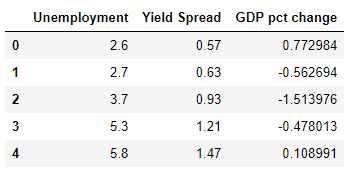 Unemployment Yield Spread GDP pct change
0 2.6 0.57 0.772984
1 2.7 0.63 -0.562694
2 3.7 0.93 -1.513976
3 5.3 1.21 -0.478013
4 5.8 1.47 0.108991